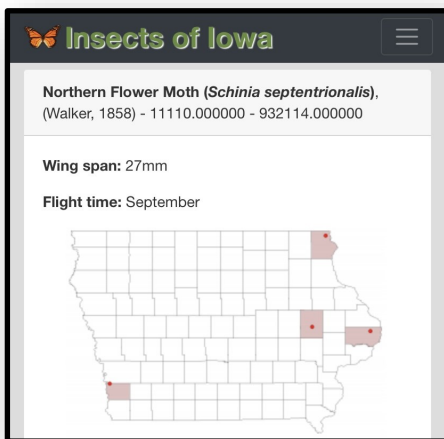 Insects of Iowa
Northern Flower Moth (Schinia septentrionalis),
(Walker, 1858) - 11110.000000 - 932114.000000
Wing span: 27mm
Flight time: September